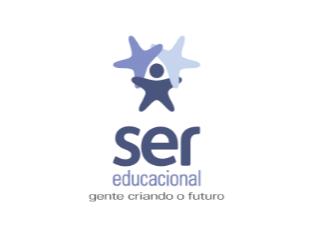 ser
educacional
gente criando o futuro